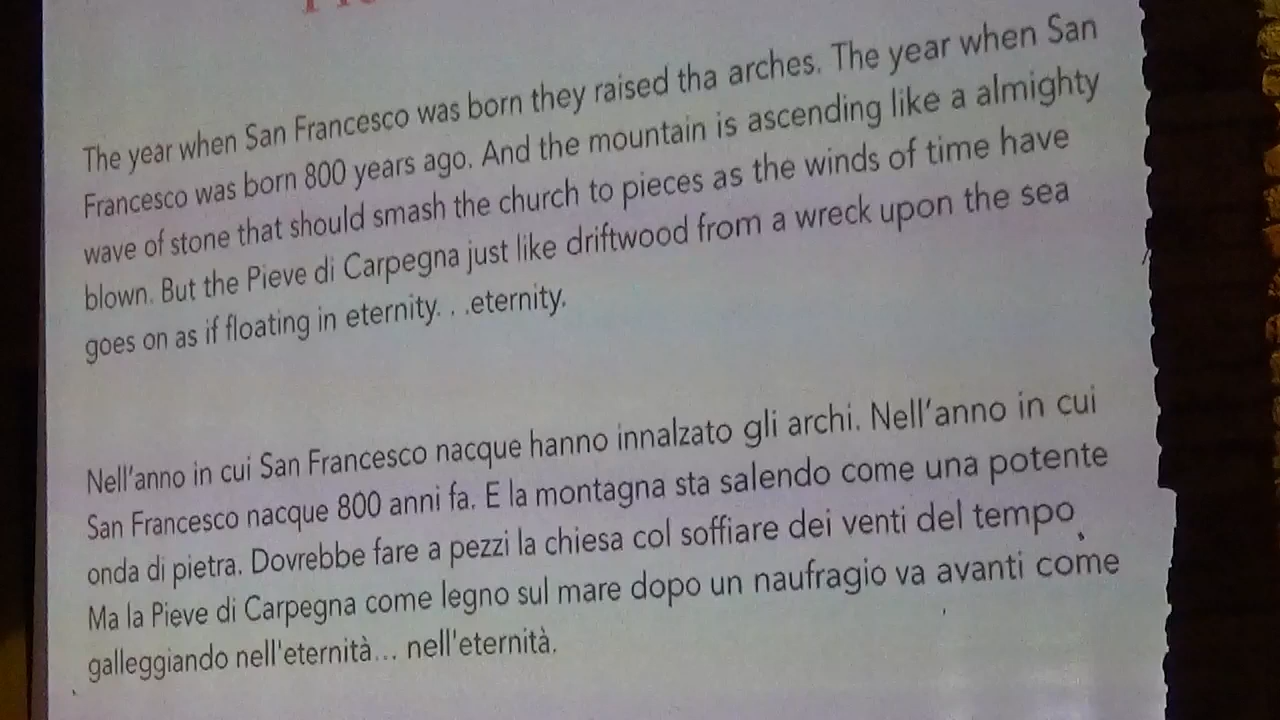 The year when San Francesco was born they raised tha arches. The year when San
Francesco was born 800 years ago. And the mountain is ascending like a almighty
wave of stone that should smash the church to pieces as the winds of time have
blown. But the Pieve di Carpegna just like driftwood from a wreck upon the sea
goes on as if floating in eternity. . .eternity.
Nell'anno in cui San Francesco nacque hanno innalzato gli archi. Nell'anno in cui
San Francesco nacque 800 anni fa. E la montagna sta salendo come una potente
onda di pietra. Dovrebbe fare a pezzi la chiesa col soffiare dei venti del tempo
Ma la Pieve di Carpegna come legno sul mare dopo un naufragio va avanti come
galleggiando nell'eternità... nell'eternità.